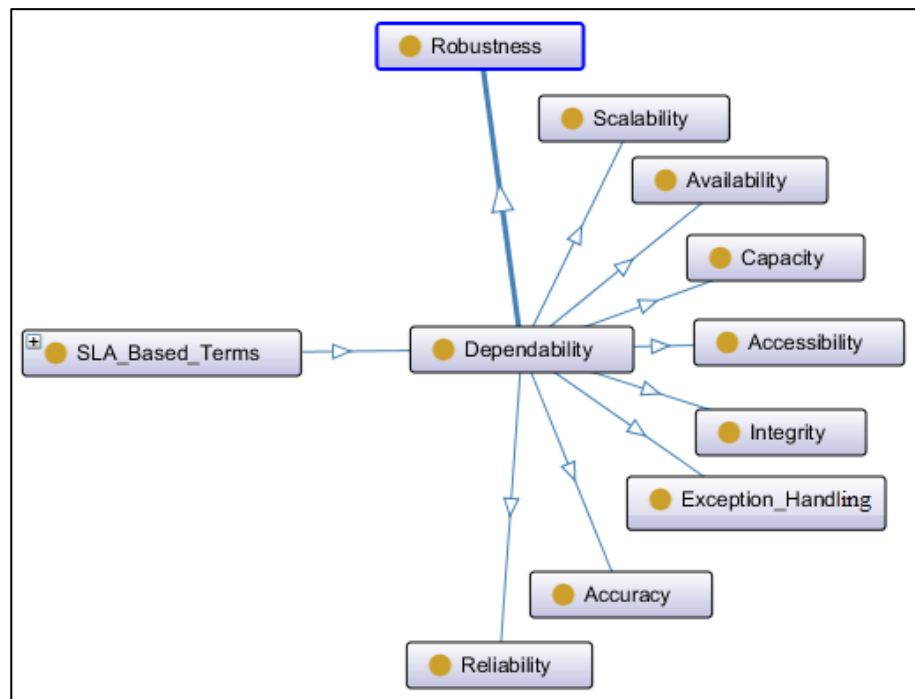 Robustness
Scalability
Availability
Capacity
SLA_Based_Terms
Dependability
Accessibility
Integrity
Exception_Handling
Accuracy
Reliability